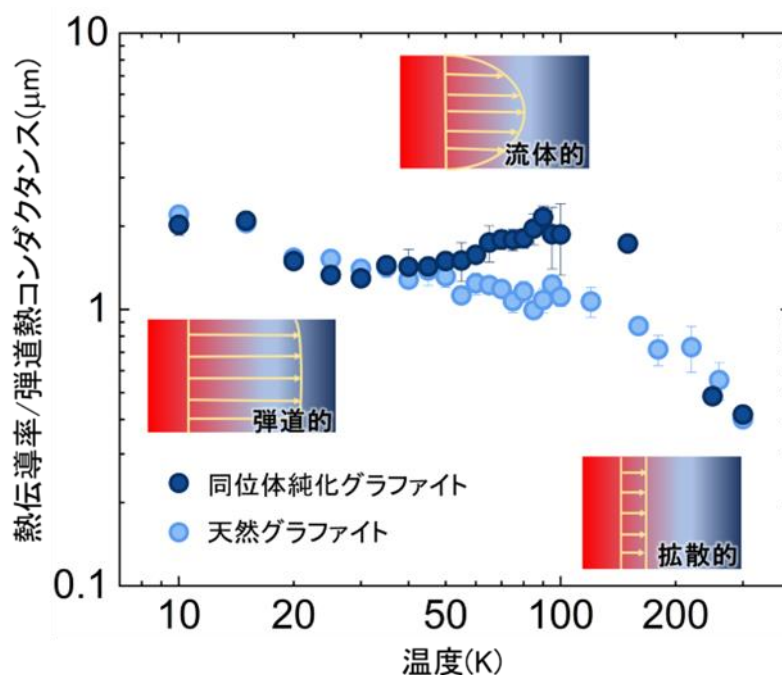 10
流体的
熱伝導率/弾道熱コンダクタンス(μm)
1
弾道的
同位体純化グラファイト
天然グラファイト
拡散的
0.1
10 20 50 100 200
温度(K)